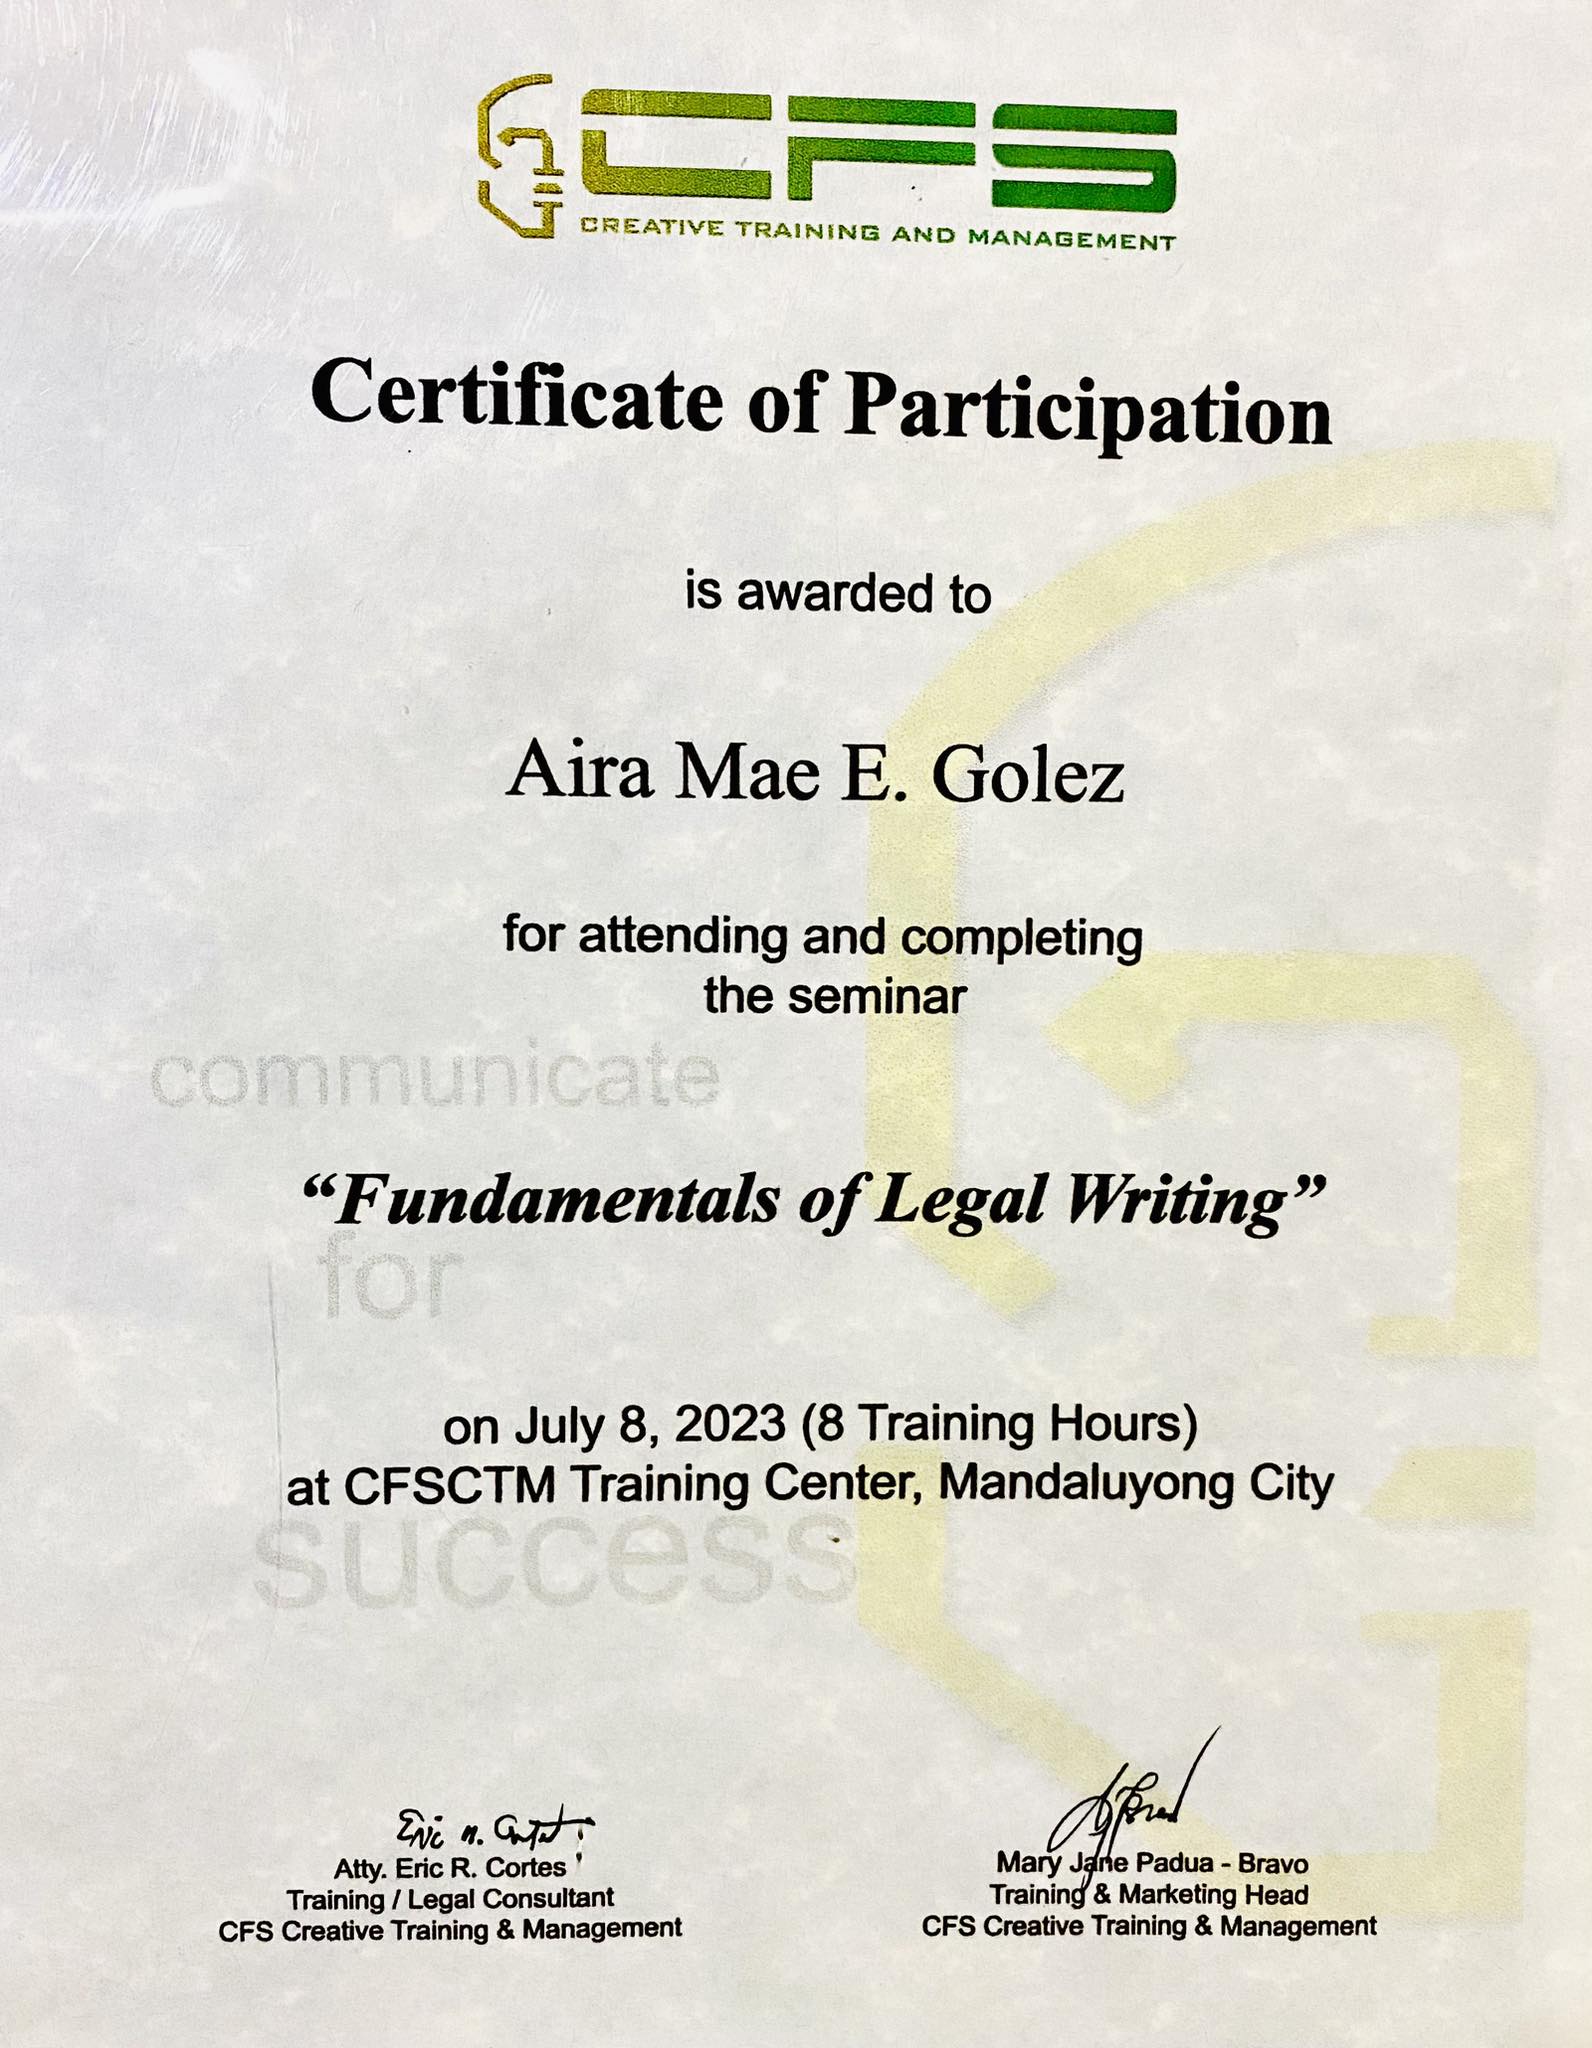 CFS
CREATIVE TRAINING AND MANAGEMENT
Certificate of Participation
is awarded to
Aira Mae E. Golez
for attending and completing
the seminar
communicate
“Fundamentals of Legal Writing”
for
on July 8, 2023 (8 Training Hours)
at CFSCTM Training Center, Mandaluyong City
success
Atty. Eric R. Cortes
Training / Legal Consultant
CFS Creative Training & Management
Mary Jane Padua - Bravo
Training & Marketing Head
CFS Creative Training & Management